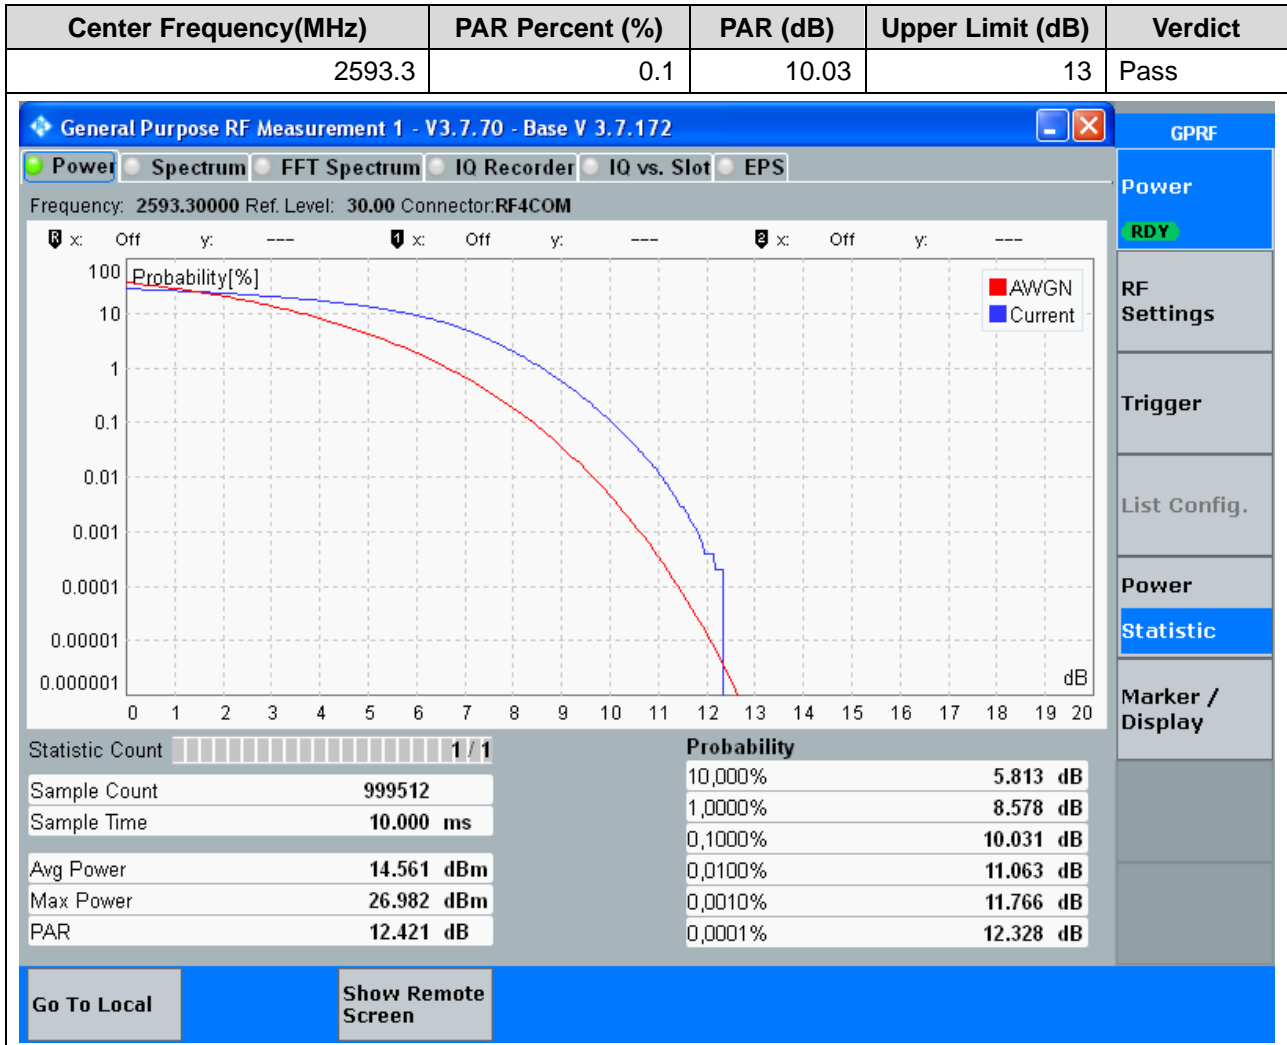 Center Frequency(MHz) PAR Percent (%) PAR (dB) Upper Limit (dB) Verdict
2593.3 0.1 10.03 13 Pass
General Purpose RF Measurement 1 - V3.7.70 - Base V 3.7.172
GPRF
Power Spectrum FFT Spectrum IQ Recorder IQ vs. Slot EPS
Frequency: 2593.30000 Ref. Level: 30.00 Connector:RF4COM
R x: Off y: --- 1 x: Off y: --- 2 x: Off y: ---
Probability[%]
AWGN
Current
100
10
1
0.1
0.01
0.001
0.0001
0.00001
0.000001
dB
0 1 2 3 4 5 6 7 8 9 10 11 12 13 14 15 16 17 18 19 20
Statistic Count 1 / 1
Sample Count 999512
Sample Time 10.000 ms
Avg Power 14.561 dBm
Max Power 26.982 dBm
PAR 12.421 dB
Probability
10,000% 5.813 dB
1,0000% 8.578 dB
0,1000% 10.031 dB
0,0100% 11.063 dB
0,0010% 11.766 dB
0,0001% 12.328 dB
Power
RDY
RF
Settings
Trigger
List Config.
Power
Statistic
Marker /
Display
Go To Local
Show Remote
Screen